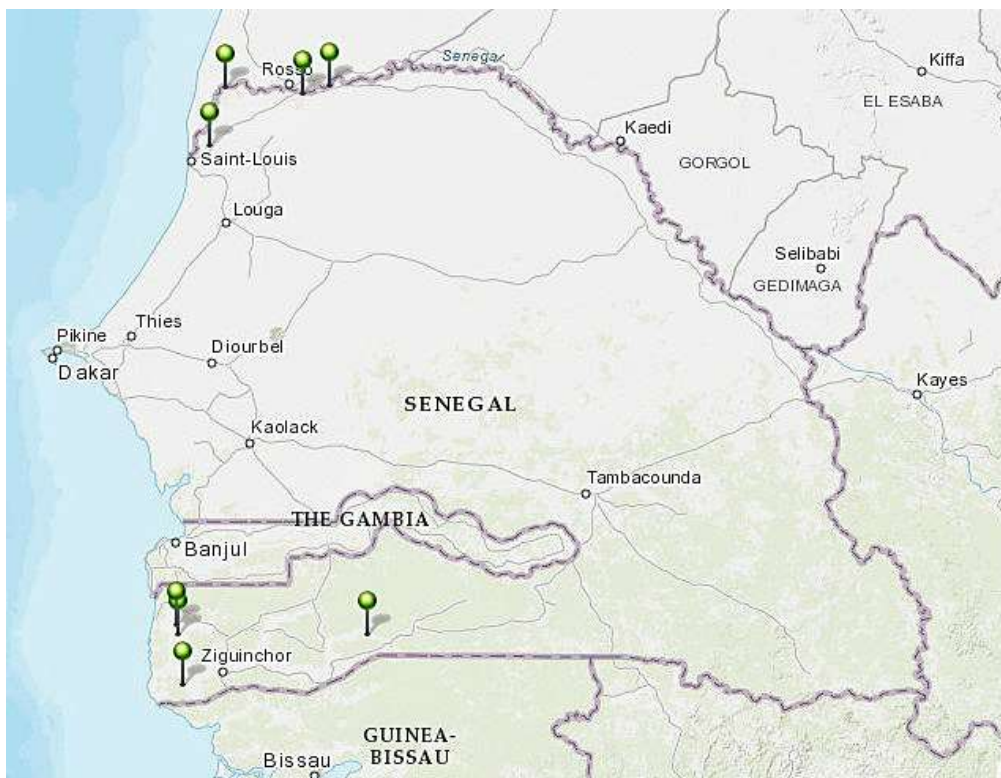 Senegal
Kiffa
Rosso
EL ESABA
Kaedi
GORGOL
Saint-Louis
Louga
Selibabi
GEDIMAGA
Thies
Pikine
Diourbel
Dakar
Kayes
SENEGAL
Kaolack
Tambacounda
THE GAMBIA
Banjul
Ziguinchor
GUINEA-
BISSAU
Bissau